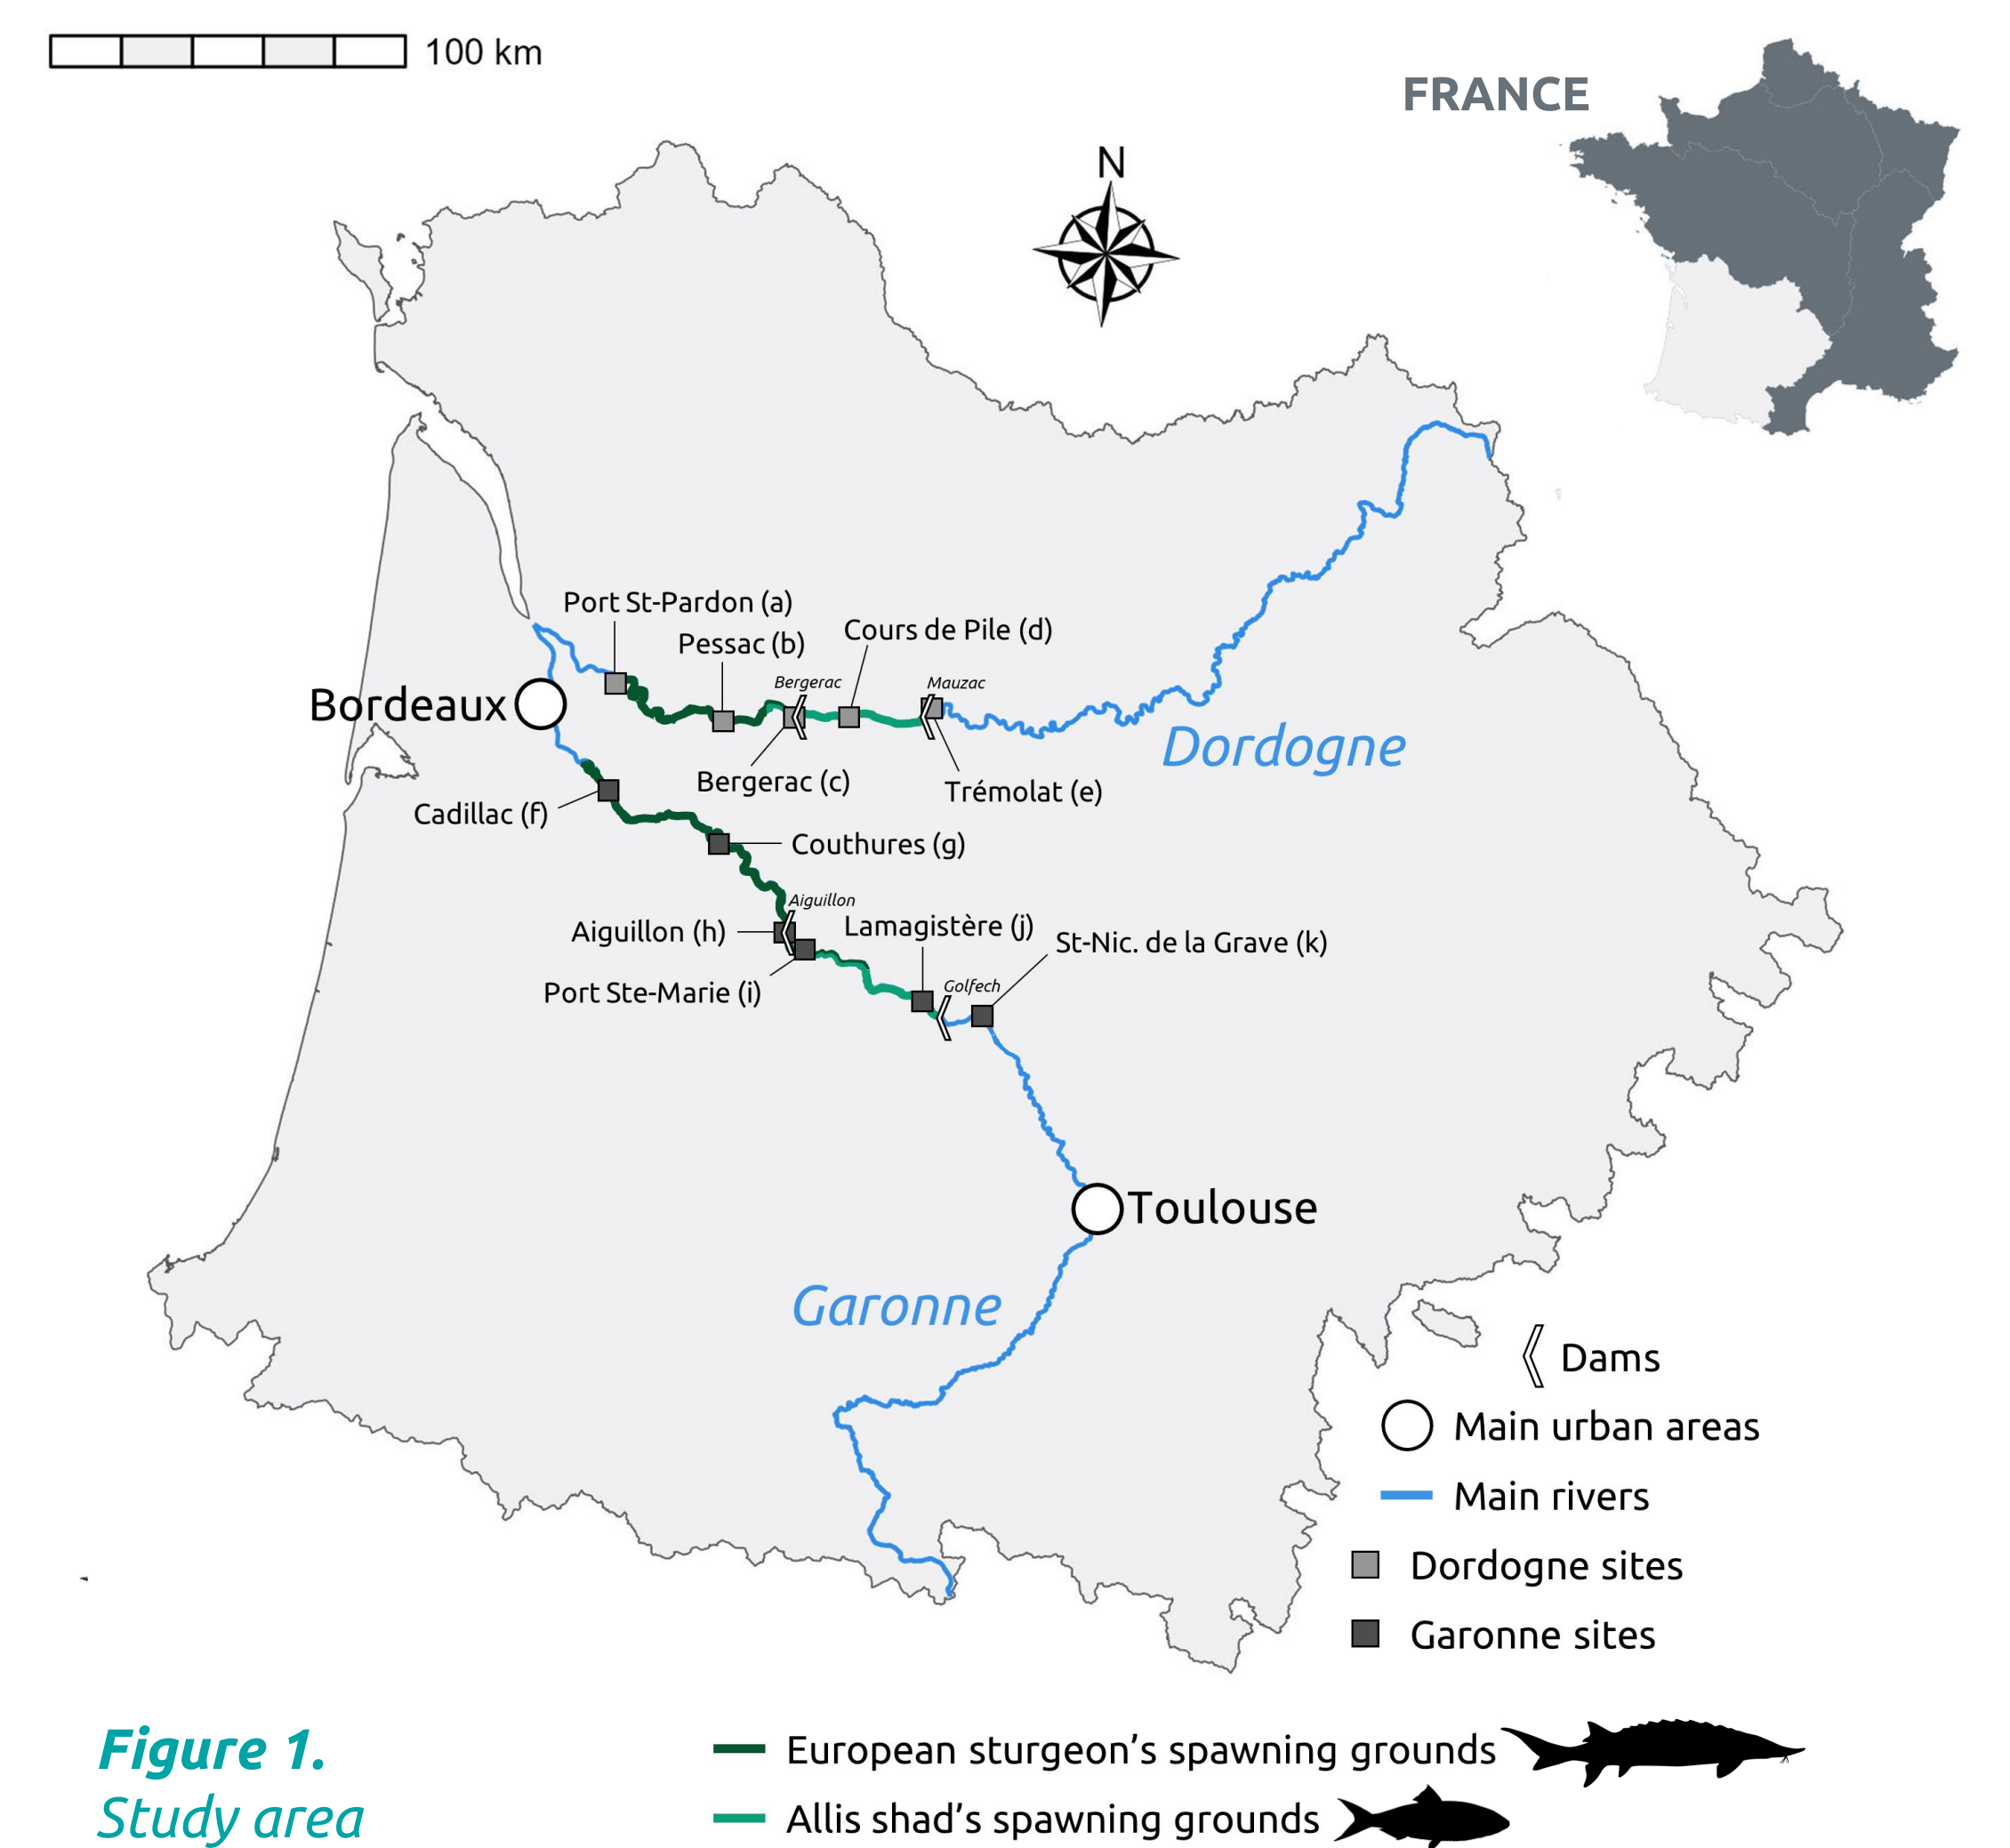 100 km
FRANCE
N
Port St-Pardon (a)
Pessac (b)
Cours de Pile (d)
Bergerac
Mauzac
Bordeaux
Dordogne
Bergerac (c)
Trémolat (e)
Cadillac (f)
Couthures (g)
Aiguillon
Aiguillon (h)
Lamagistère (j)
St-Nic. de la Grave (k)
Port Ste-Marie (i)
Golfech
Toulouse
Garonne
Dams
Main urban areas
Main rivers
Dordogne sites
Garonne sites
Figure 1.
Study area
European sturgeon’s spawning grounds
Allis shad’s spawning grounds